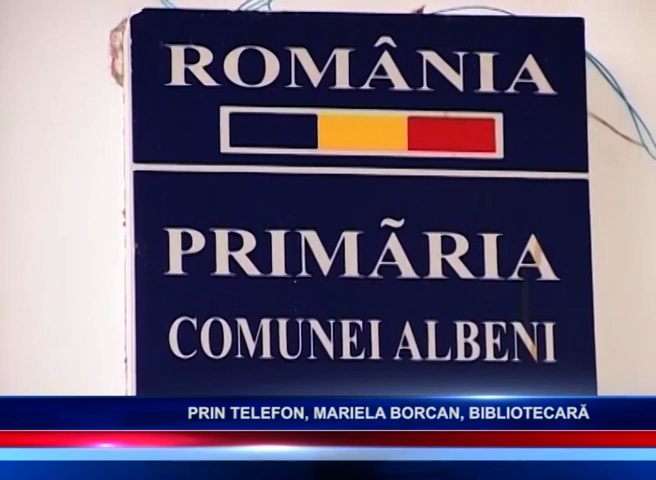 ROMÂNIA
PRIMÃRIA
COMUNEI ALBENI
PRIN TELEFON, MARIELA BORCAN, BIBLIOTECARĂ